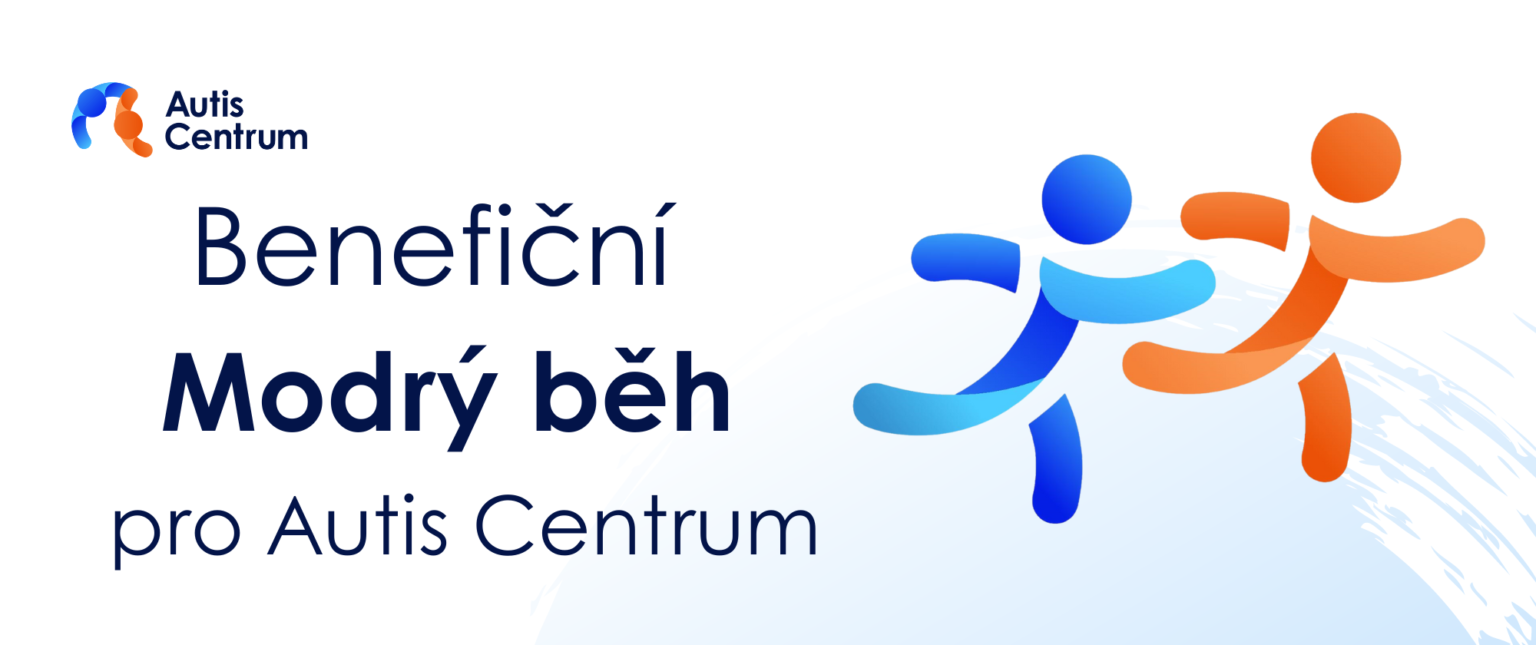 Autis
Centrum
Benefiční
Modrý běh
pro Autis Centrum